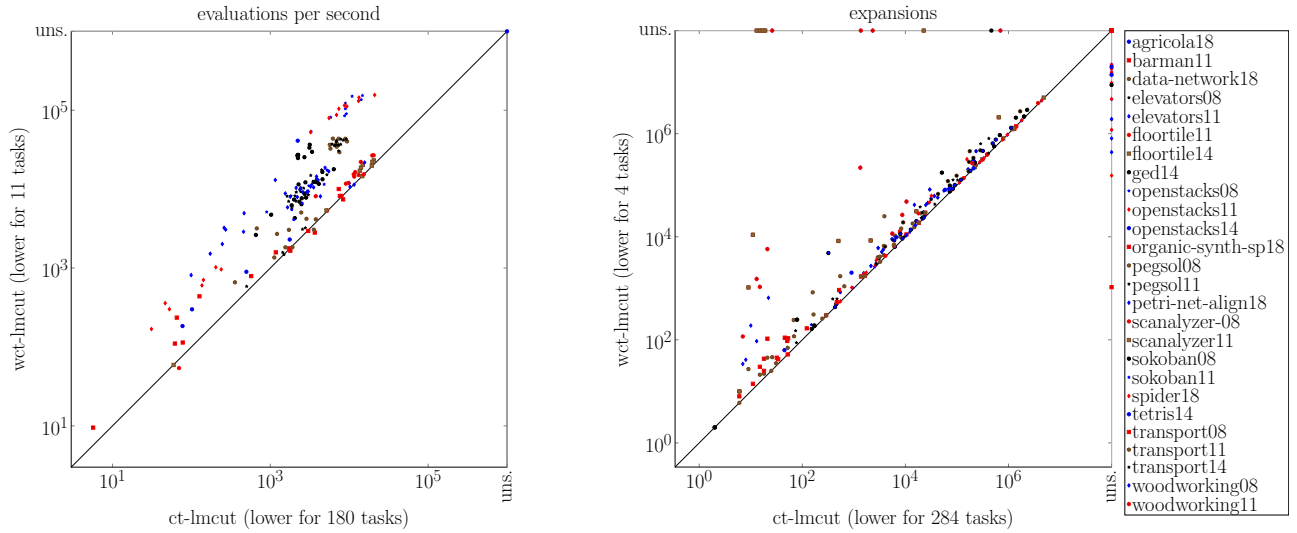 evaluations per second
uns.
10^5
10^3
10^1
10^1
10^3
10^5
uns.
wct-lmcut (lower for 11 tasks)
ct-lmcut (lower for 180 tasks)
expansions
uns.
10^6
10^4
10^2
10^0
10^0
10^2
10^4
10^6
uns.
wct-lmcut (lower for 4 tasks)
ct-lmcut (lower for 284 tasks)
agricola18
barman11
data-network18
elevators08
elevators11
floortile11
floortile14
ged14
openstacks08
openstacks11
openstacks14
organic-synth-sp18
pegsol08
pegsol11
petri-net-align18
scanalyzer-08
scanalyzer11
sokoban08
sokoban11
spider18
tetris14
transport08
transport11
transport14
woodworking08
woodworking11